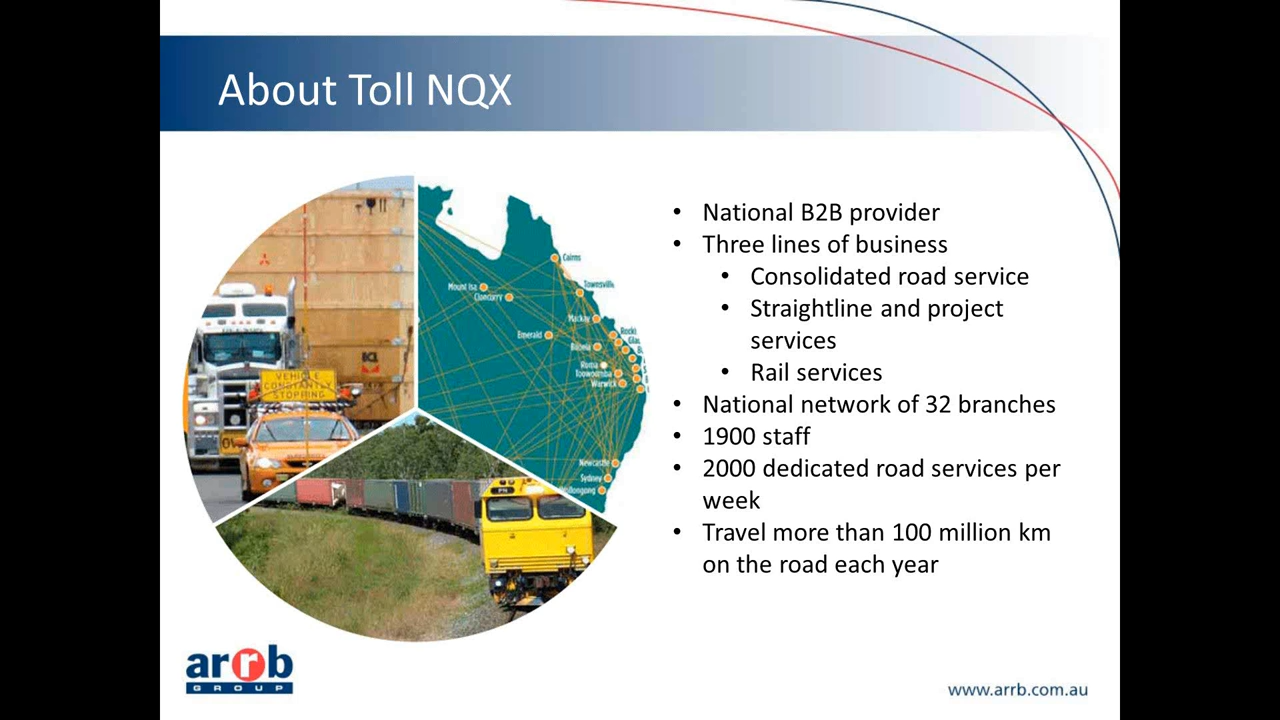 About Toll NQX
• National B2B provider
• Three lines of business
• Consolidated road service
• Straightline and project
services
• Rail services
• National network of 32 branches
• 1900 staff
• 2000 dedicated road services per
week
• Travel more than 100 million km
on the road each year
VEHICLE
CONSTANTLY
STOPPING
Cairns
Townsville
Mount Isa
Cloncurry
Mackay
Emerald
Rocks
Roma
Toowoomba
Warwick
Newcastle
Sydney
Wollongong
arrb
GROUP
www.arrb.com.au